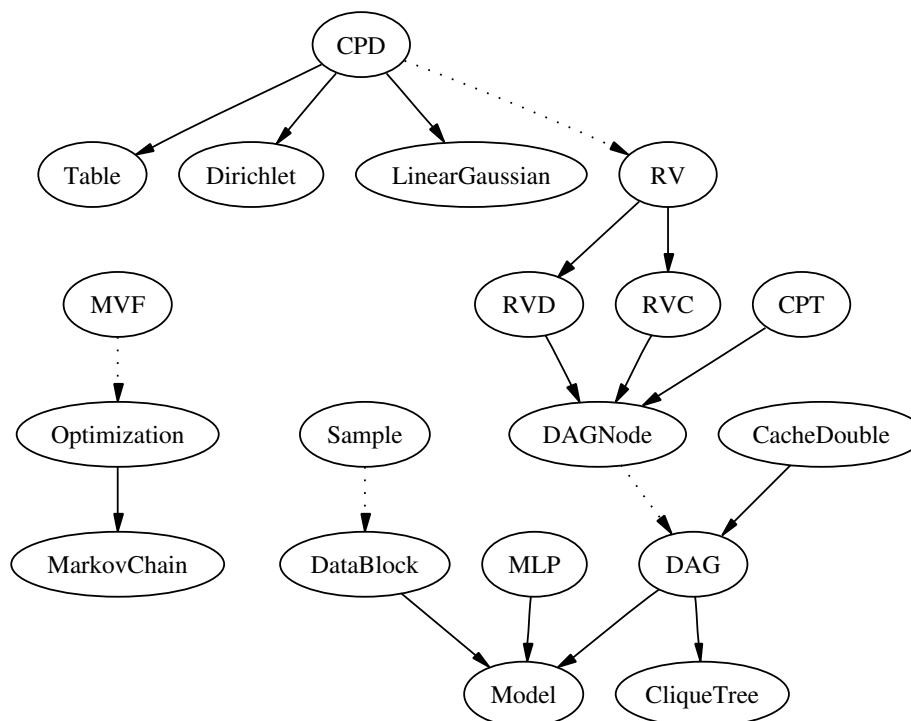 CPD
Table
Dirichlet
LinearGaussian
RV
MVF
RVD
RVC
CPT
Optimization
Sample
DAGNode
CacheDouble
MarkovChain
DataBlock
MLP
DAG
Model
CliqueTree